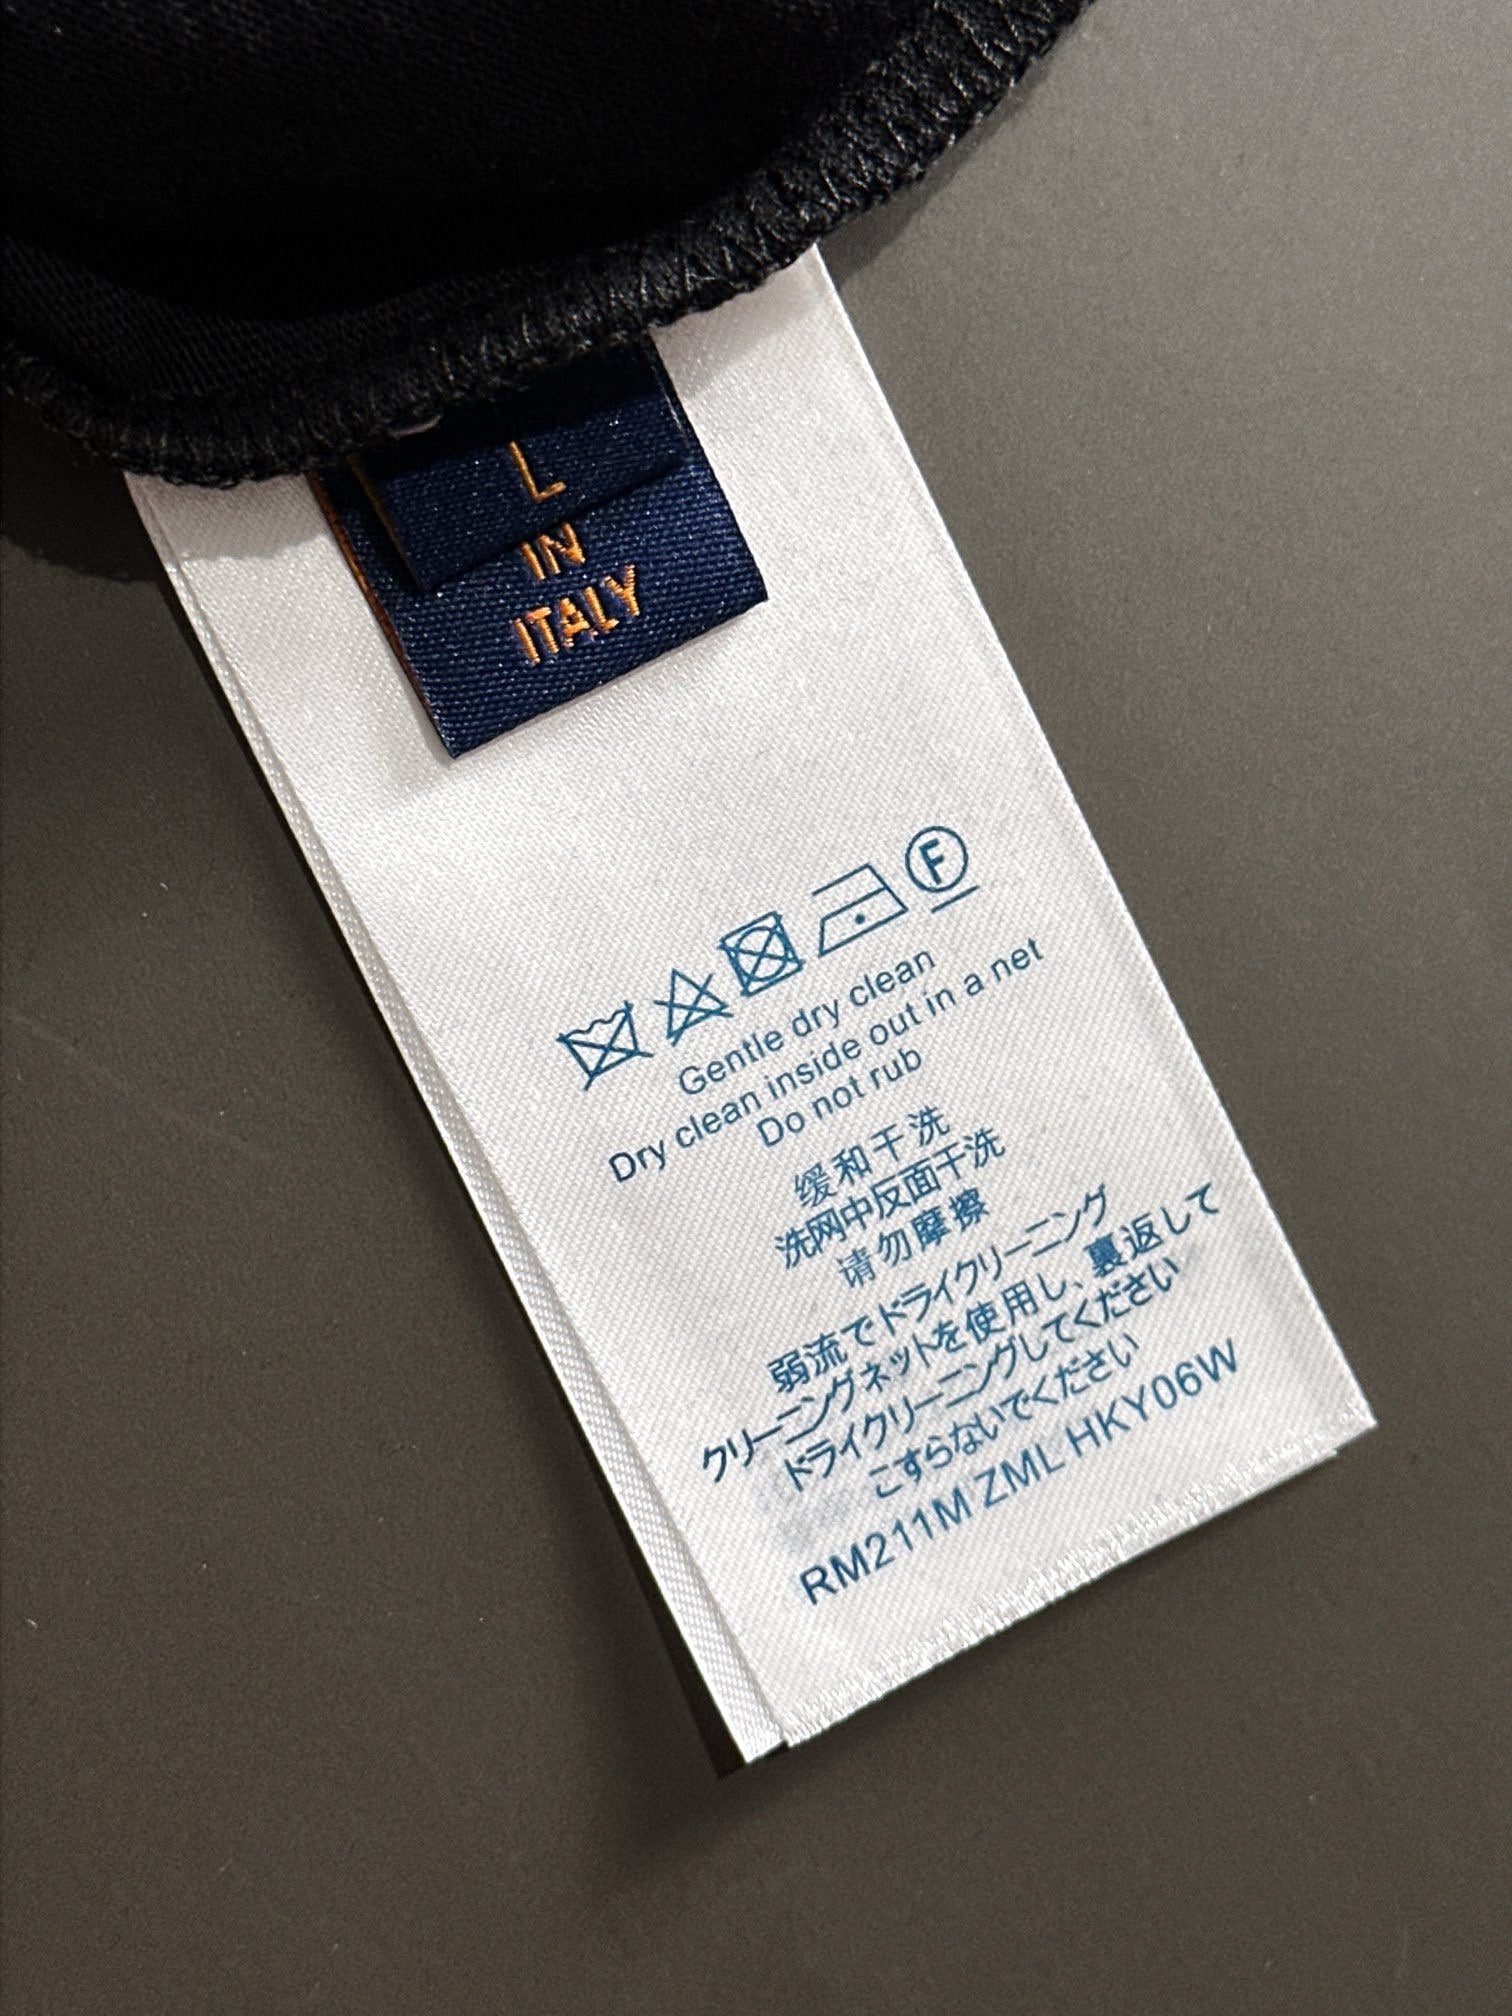 L
IN
ITALY
F
Gentle dry clean
Dry clean inside out in a net
Do not rub
缓和干洗
洗网中反面干洗
请勿摩擦
弱流でドライクリーニング
クリーニングネットを使用し、裏返して
ドライクリーニングしてください
こすらないでください
RM211M ZML HKY06W